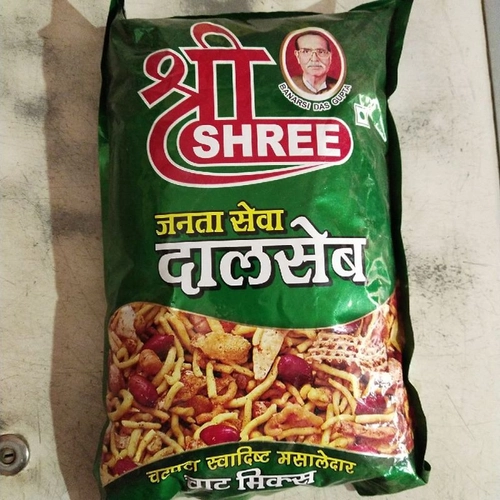 श्री
SHREE
BANARSI DAS GUPTA
जनता सेवा
दालसेब
चटपटा स्वादिष्ट मसालेदार
चाट मिक्स